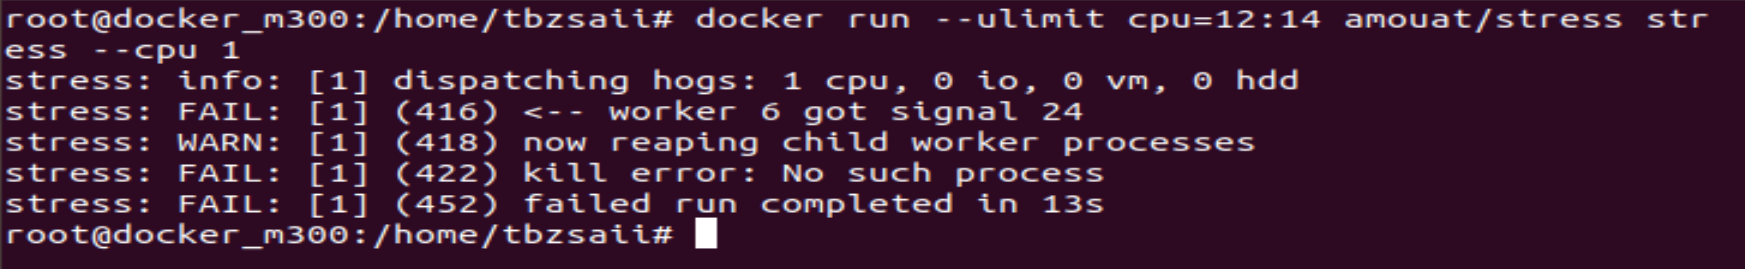 root@docker_m300:/home/tbzsaii# docker run --ulimit cpu=12:14 amouat/stress str
ess --cpu 1
stress: info: [1] dispatching hogs: 1 cpu, 0 io, 0 vm, 0 hdd
stress: FAIL: [1] (416) <-- worker 6 got signal 24
stress: WARN: [1] (418) now reaping child worker processes
stress: FAIL: [1] (422) kill error: No such process
stress: FAIL: [1] (452) failed run completed in 13s
root@docker_m300:/home/tbzsaii#